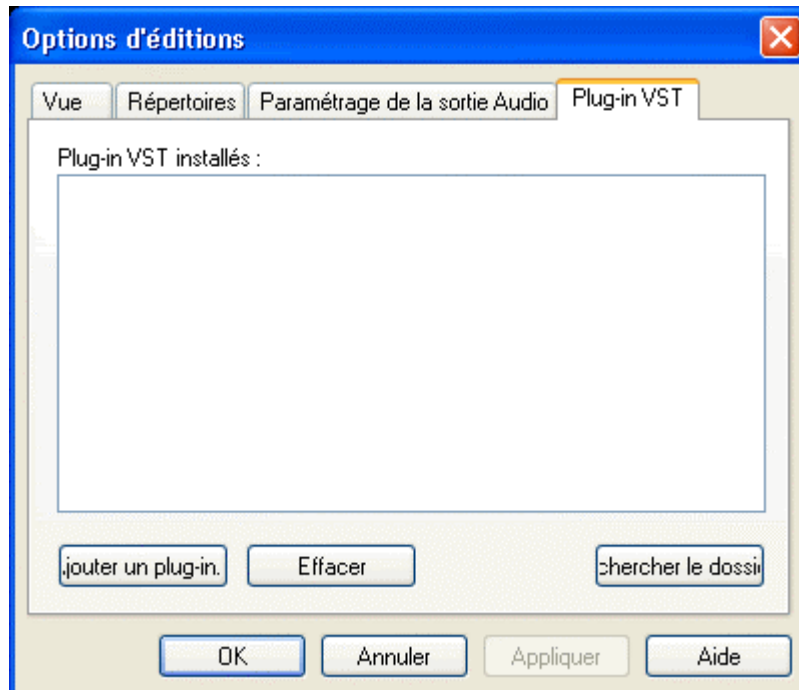 Options d'éditions
Vue Répertoires Paramétrage de la sortie Audio Plug-in VST
Plug-in VST installés :
jouter un plug-in. Effacer chercher le dossi
OK Annuler Appliquer Aide